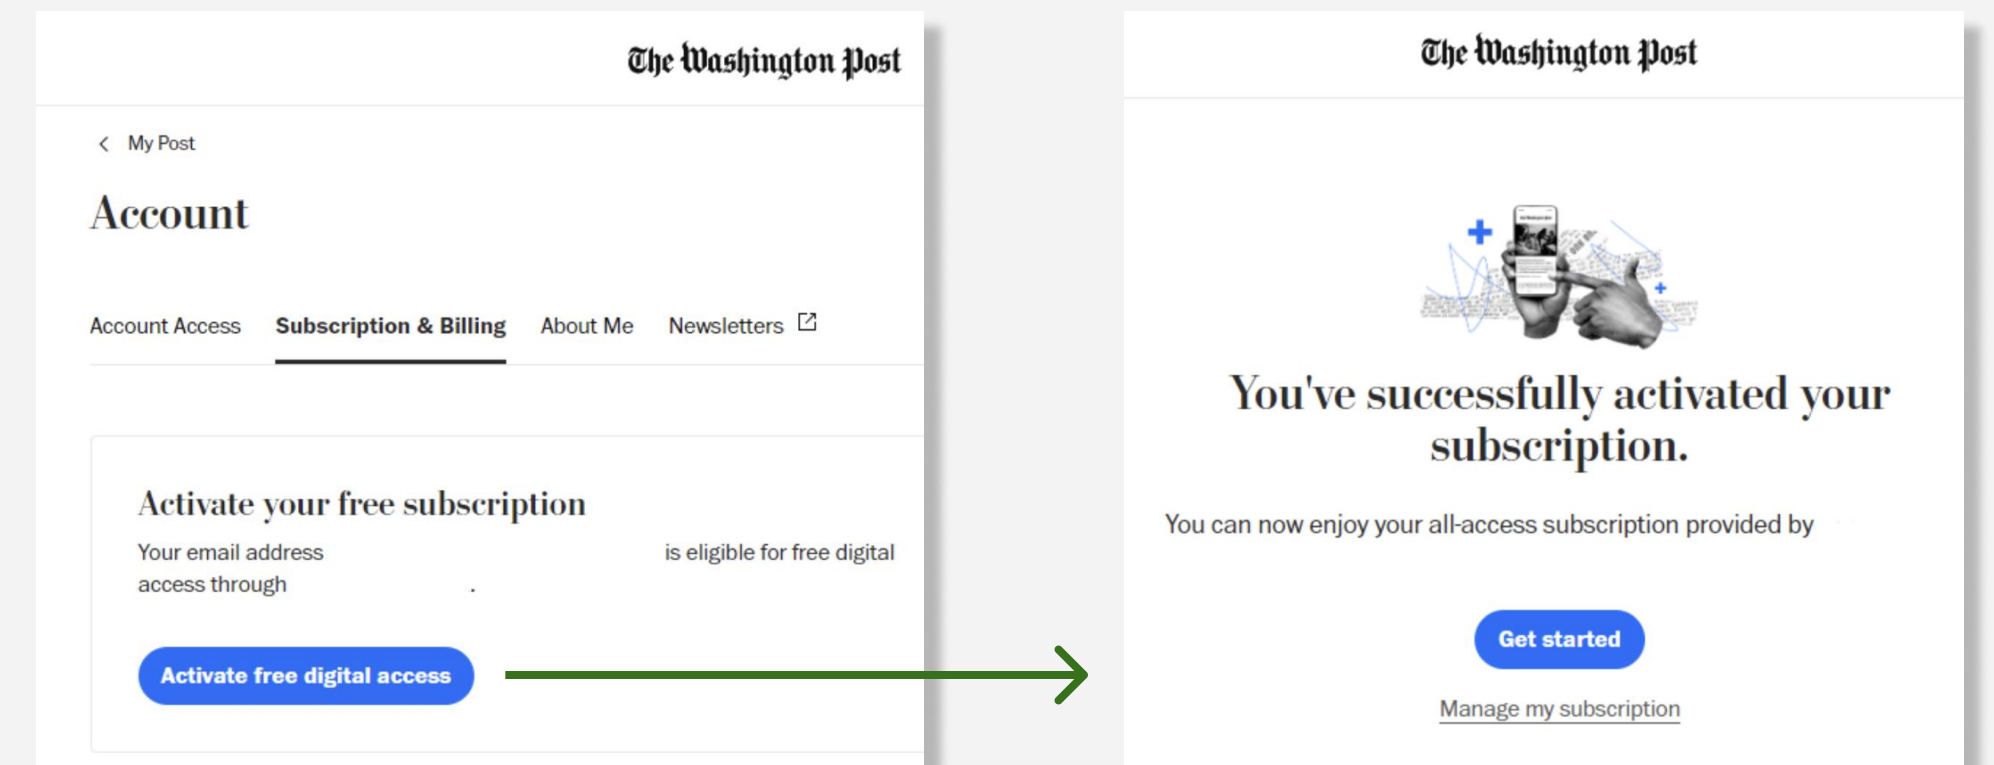 The Washington Post
My Post
Account
Account Access Subscription & Billing About Me Newsletters
Activate your free subscription
Your email address is eligible for free digital
access through .
Activate free digital access
The Washington Post
You've successfully activated your
subscription.
You can now enjoy your all-access subscription provided by
Get started
Manage my subscription